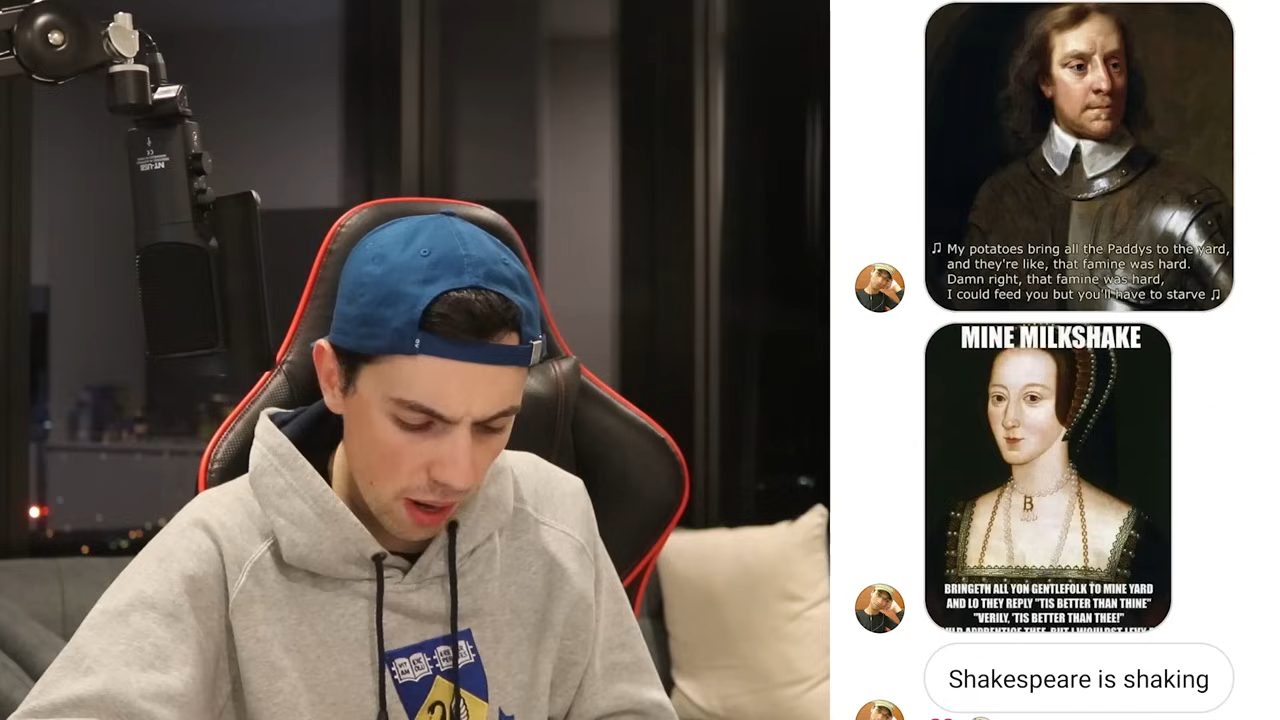 NT-USB
♫ My potatoes bring all the Paddys to the yard,
and they're like, that famine was hard.
Damn right, that famine was hard,
I could feed you but you'll have to starve ♫
MINE MILKSHAKE
B
BRINGETH ALL YON GENTLEFOLK TO MINE YARD
AND LO THEY REPLY "TIS BETTER THAN THINE"
"VERILY, 'TIS BETTER THAN THEE!"
Shakespeare is shaking